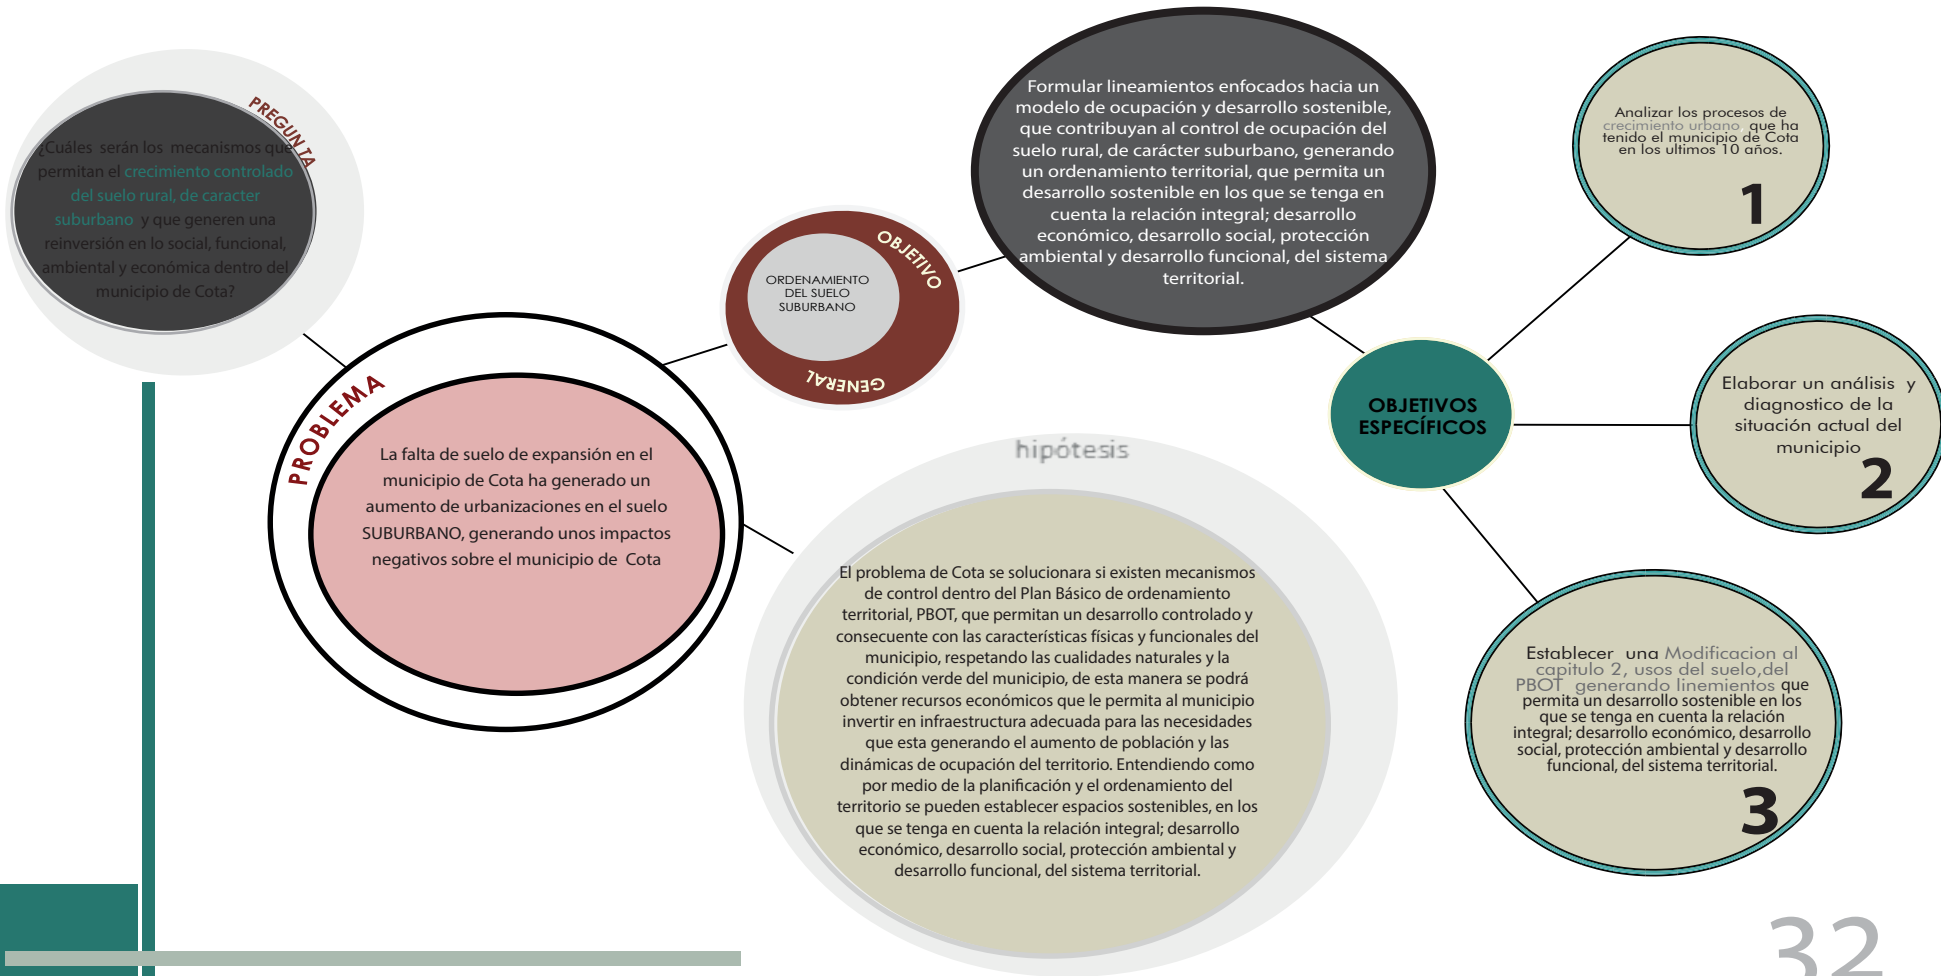 PREGUNTA
¿Cuáles serán los mecanismos que
permitan el crecimiento controlado
del suelo rural, de caracter
suburbano y que generen una
reinversión en lo social, funcional,
ambiental y económica dentro del
municipio de Cota?
PROBLEMA
La falta de suelo de expansión en el
municipio de Cota ha generado un
aumento de urbanizaciones en el suelo
SUBURBANO, generando unos impactos
negativos sobre el municipio de Cota
OBJETIVO
GENERAL
ORDENAMIENTO
DEL SUELO
SUBURBANO
Formular lineamientos enfocados hacia un
modelo de ocupación y desarrollo sostenible,
que contribuyan al control de ocupación del
suelo rural, de carácter suburbano, generando
un ordenamiento territorial, que permita un
desarrollo sostenible en los que se tenga en
cuenta la relación integral; desarrollo
económico, desarrollo social, protección
ambiental y desarrollo funcional, del sistema
territorial.
hipótesis
El problema de Cota se solucionara si existen mecanismos
de control dentro del Plan Básico de ordenamiento
territorial, PBOT, que permitan un desarrollo controlado y
consecuente con las características físicas y funcionales del
municipio, respetando las cualidades naturales y la
condición verde del municipio, de esta manera se podrá
obtener recursos económicos que le permita al municipio
invertir en infraestructura adecuada para las necesidades
que esta generando el aumento de población y las
dinámicas de ocupación del territorio. Entendiendo como
por medio de la planificación y el ordenamiento del
territorio se pueden establecer espacios sostenibles, en los
que se tenga en cuenta la relación integral; desarrollo
económico, desarrollo social, protección ambiental y
desarrollo funcional, del sistema territorial.
OBJETIVOS
ESPECÍFICOS
Analizar los procesos de
crecimiento urbano, que ha
tenido el municipio de Cota
en los ultimos 10 años.
1
Elaborar un análisis y
diagnostico de la
situación actual del
municipio
2
Establecer una Modificacion al
capitulo 2, usos del suelo,del
PBOT generando linemientos que
permita un desarrollo sostenible en los
que se tenga en cuenta la relación
integral; desarrollo económico, desarrollo
social, protección ambiental y desarrollo
funcional, del sistema territorial.
3
32